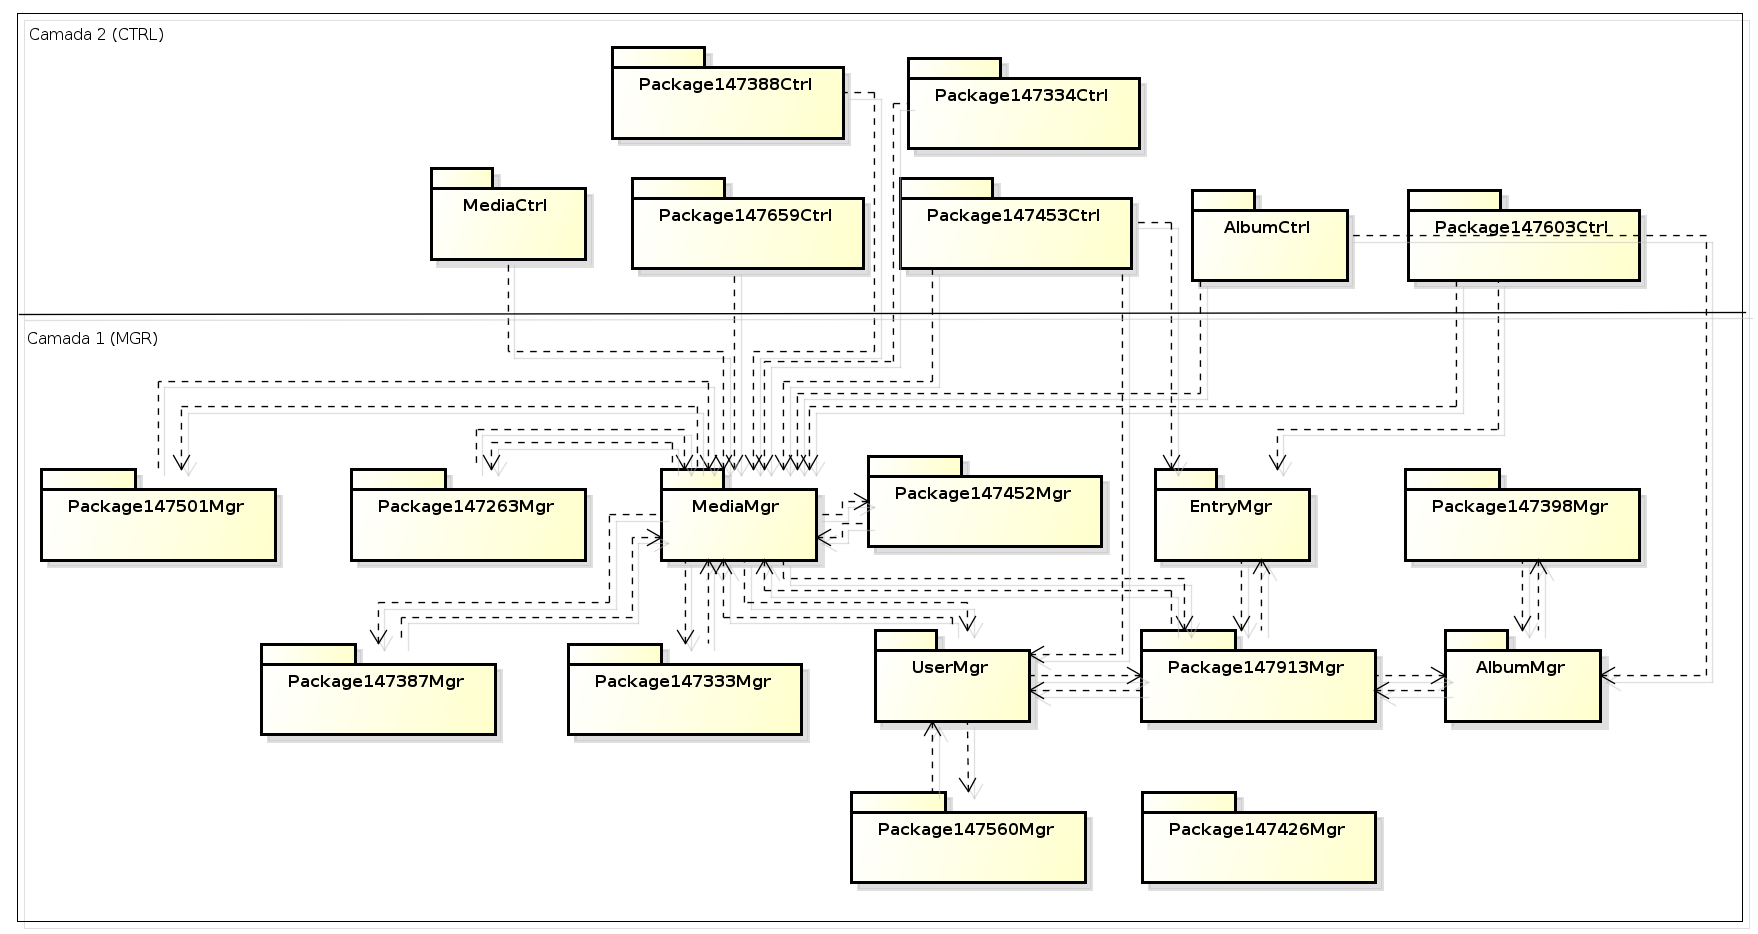 Camada 2 (CTRL)
Package147388Ctrl
Package147334Ctrl
MediaCtrl
Package147659Ctrl
Package147453Ctrl
AlbumCtrl
Package147603Ctrl
Camada 1 (MGR)
Package147501Mgr
Package147263Mgr
MediaMgr
Package147452Mgr
EntryMgr
Package147398Mgr
Package147387Mgr
Package147333Mgr
UserMgr
Package147913Mgr
AlbumMgr
Package147560Mgr
Package147426Mgr